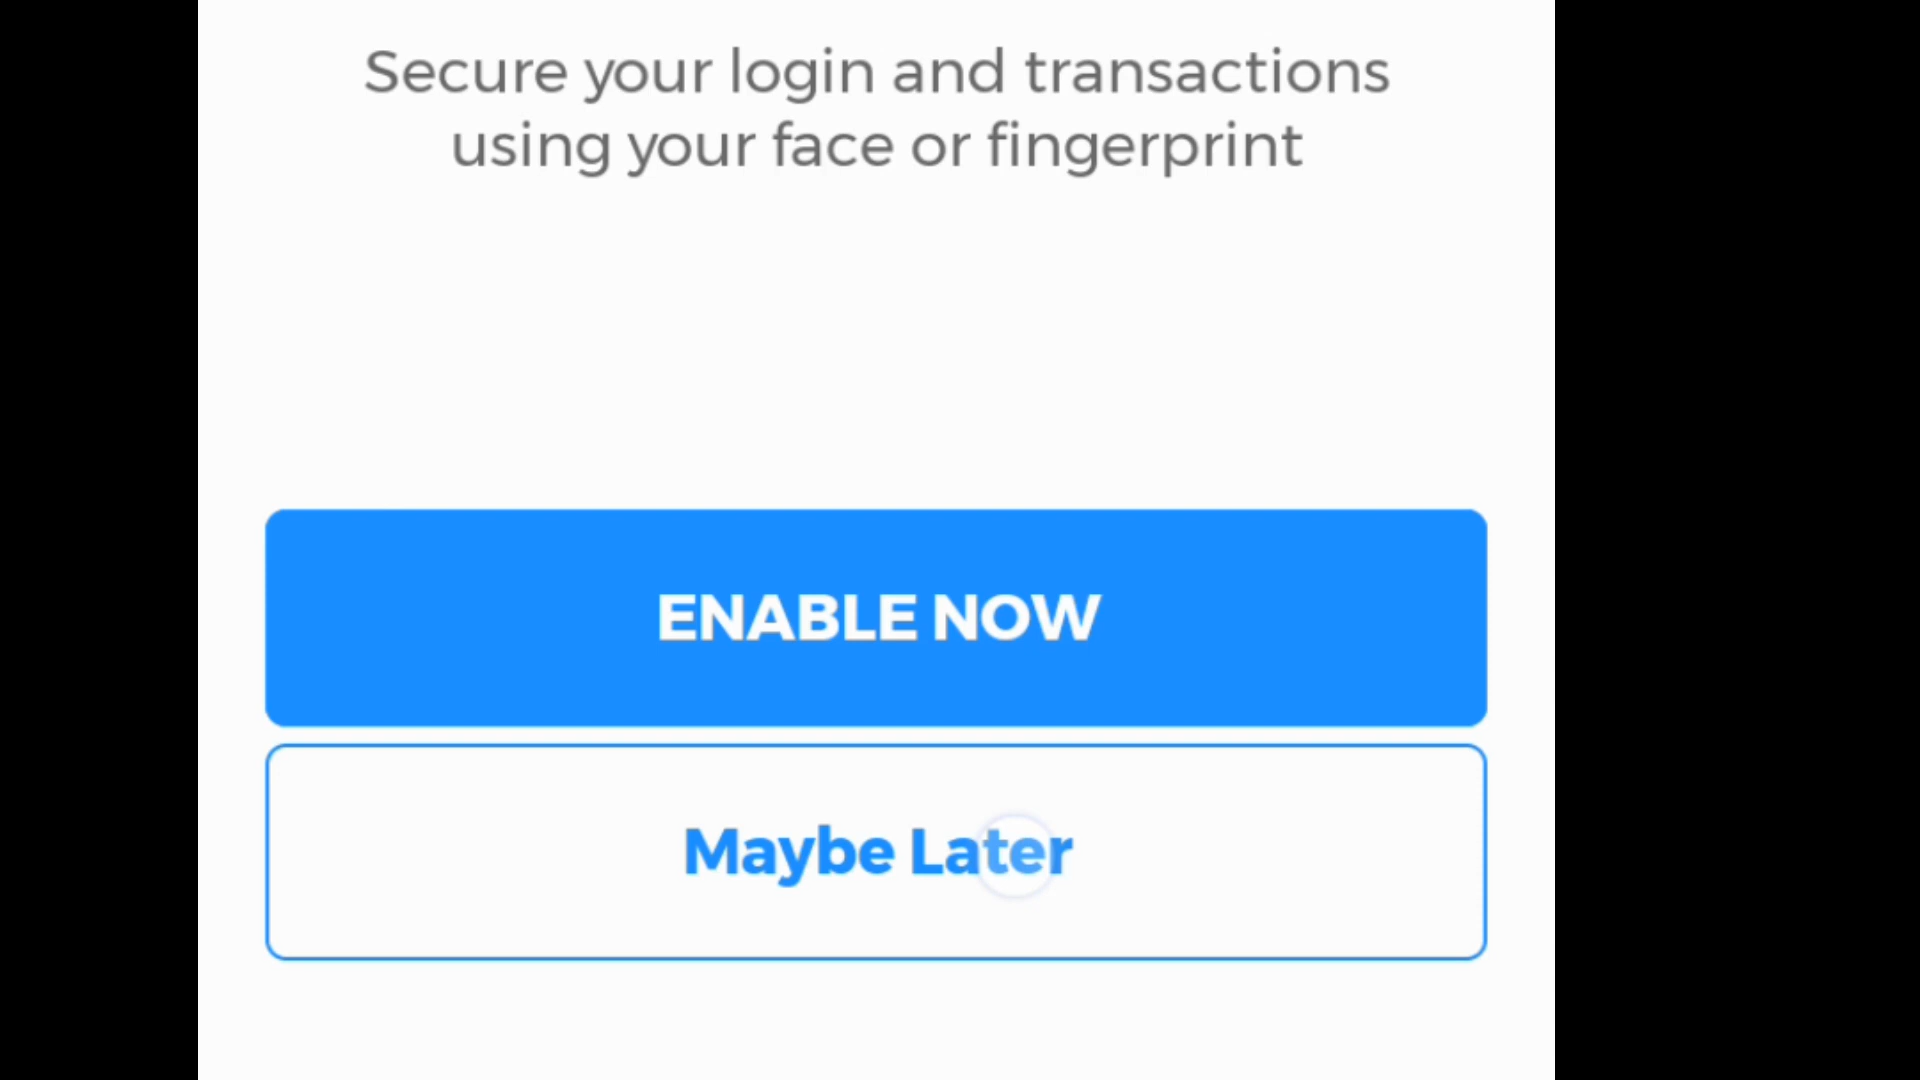 Secure your login and transactions
using your face or fingerprint
ENABLE NOW
Maybe Later